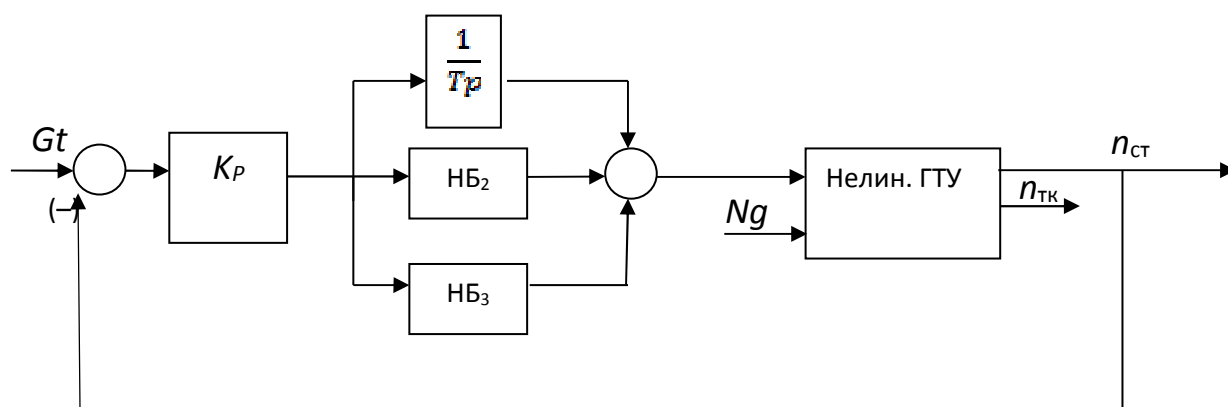 1
Tp
Gt
(–)
KP
НБ2
НБ3
Ng
Нелин. ГТУ
nст
nтк